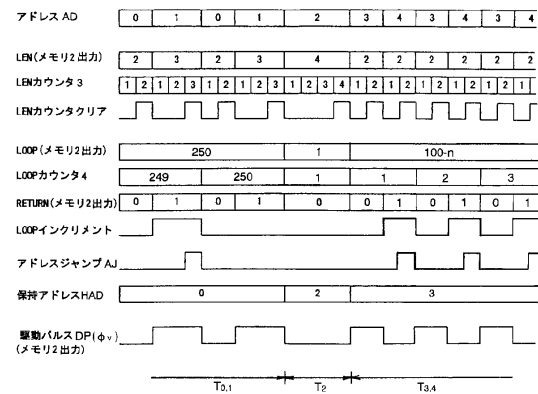 アドレス AD 0 1 0 1 2 3 4 3 4 3 4
LEN(メモリ2出力) 2 3 2 3 4 2 2 2 2 2 2
LENカウンタ3 1 2 1 2 3 1 2 1 2 3 1 2 3 4 1 2 1 2 1 2 1 2 1 2 1
LENカウンタクリア
LOOP(メモリ2出力) 250 1 100-n
LOOPカウンタ4 249 250 1 1 2 3
RETURN(メモリ2出力) 0 1 0 1 0 0 1 0 1 0 1
LOOPインクリメント
アドレスジャンプAJ
保持アドレスHAD 0 2 3
駆動パルスDP(φv)
(メモリ2出力)
T0,1 T2 T3,4